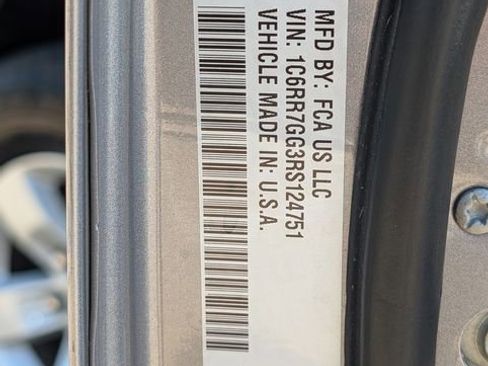 MFD BY: FCA US LLC
VIN: 1C6RR7GG3RS124751
VEHICLE MADE IN: U.S.A.